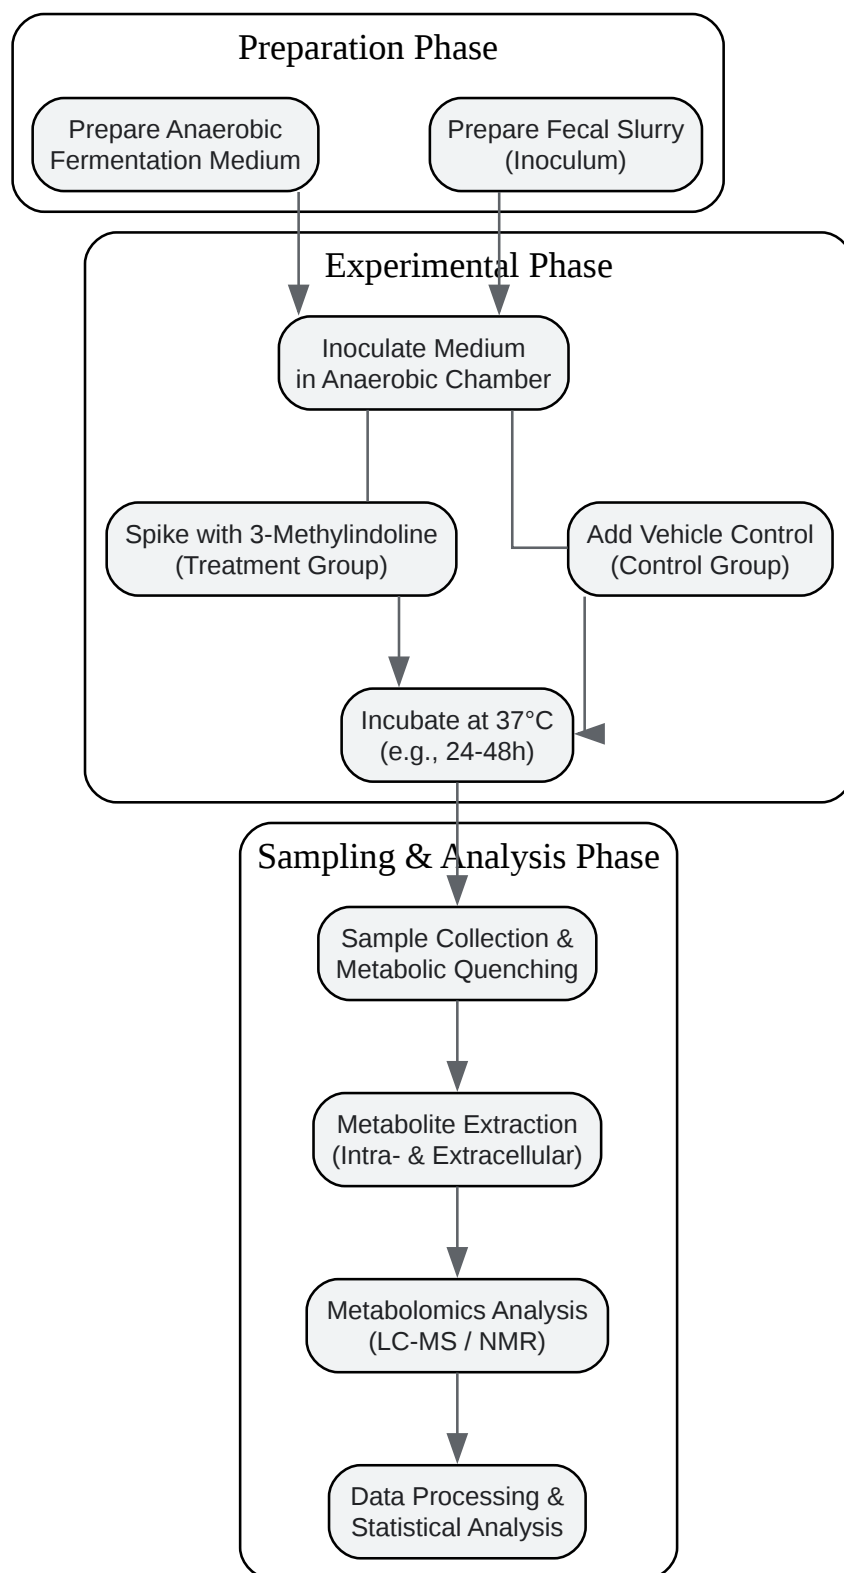 Preparation Phase
Prepare Anaerobic
Fermentation Medium
Prepare Fecal Slurry
(Inoculum)
Experimental Phase
Inoculate Medium
in Anaerobic Chamber
Spike with 3-Methylindoline
(Treatment Group)
Add Vehicle Control
(Control Group)
Incubate at 37°C
(e.g., 24-48h)
Sampling & Analysis Phase
Sample Collection &
Metabolic Quenching
Metabolite Extraction
(Intra- & Extracellular)
Metabolomics Analysis
(LC-MS / NMR)
Data Processing &
Statistical Analysis